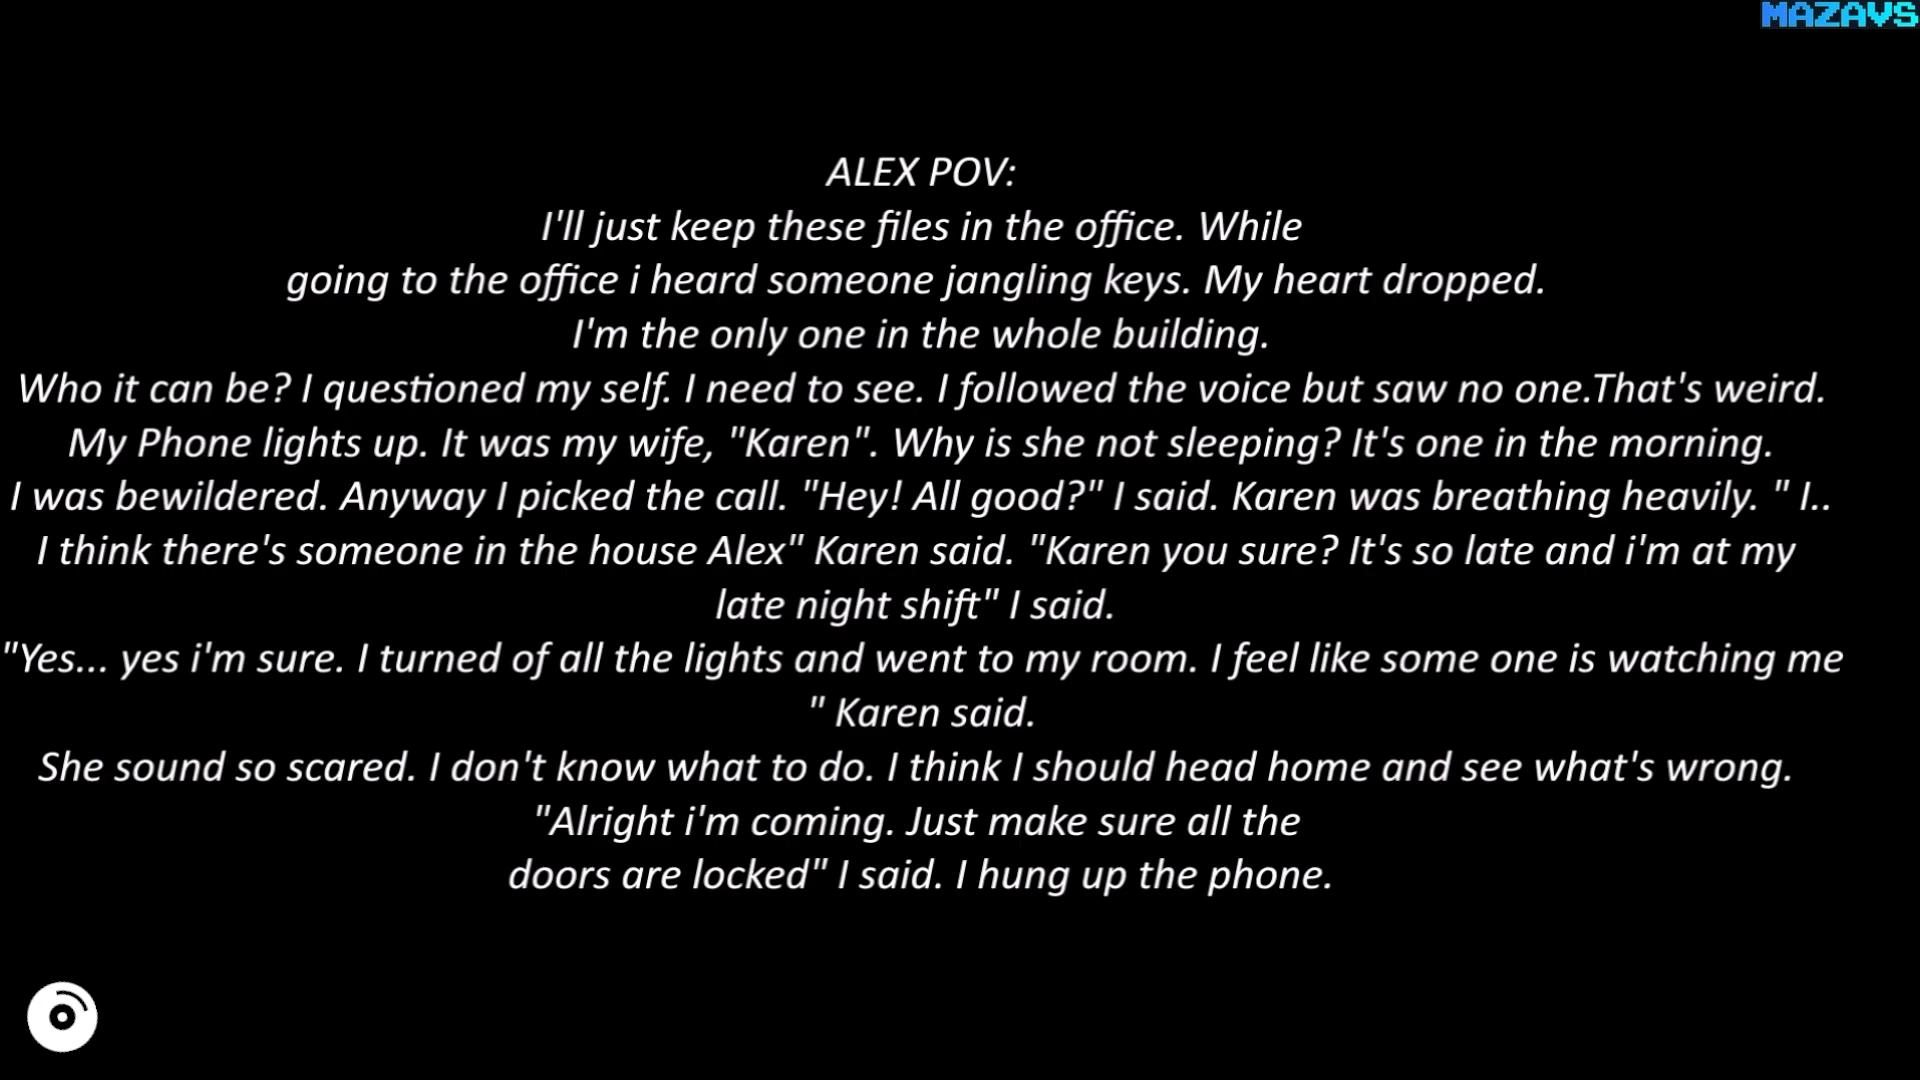 MAZAVS
ALEX POV:
I'll just keep these files in the office. While
going to the office i heard someone jangling keys. My heart dropped.
I'm the only one in the whole building.
Who it can be? I questioned my self. I need to see. I followed the voice but saw no one.That's weird.
My Phone lights up. It was my wife, "Karen". Why is she not sleeping? It's one in the morning.
I was bewildered. Anyway I picked the call. "Hey! All good?" I said. Karen was breathing heavily. " I..
I think there's someone in the house Alex" Karen said. "Karen you sure? It's so late and i'm at my
late night shift" I said.
"Yes... yes i'm sure. I turned of all the lights and went to my room. I feel like some one is watching me
" Karen said.
She sound so scared. I don't know what to do. I think I should head home and see what's wrong.
"Alright i'm coming. Just make sure all the
doors are locked" I said. I hung up the phone.